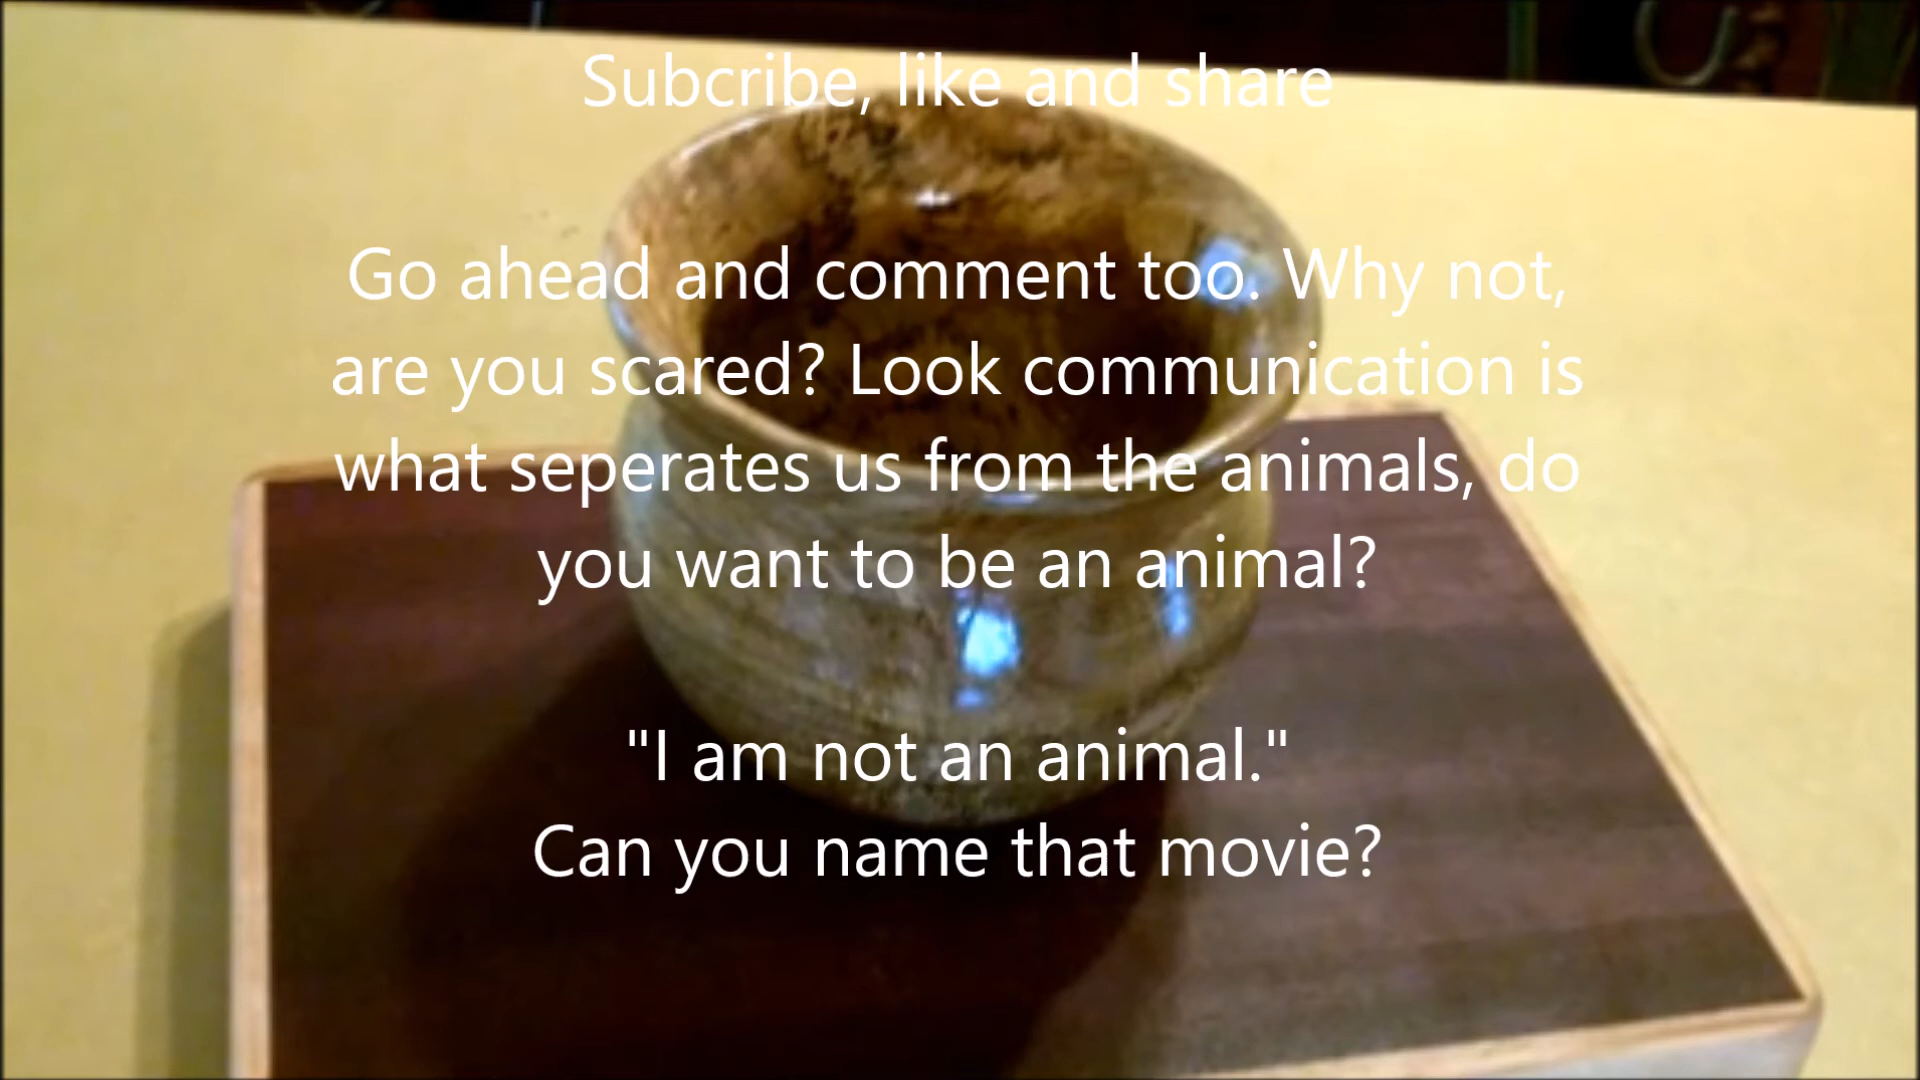 Subcribe, like and share
Go ahead and comment too. Why not,
are you scared? Look communication is
what seperates us from the animals, do
you want to be an animal?
"I am not an animal."
Can you name that movie?